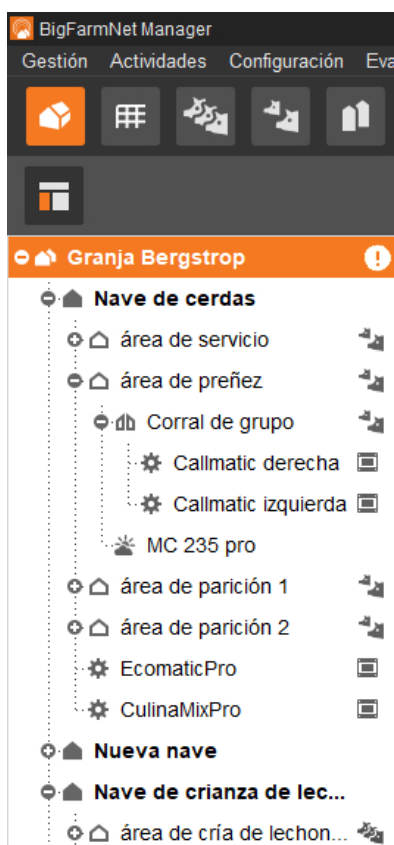 BigFarmNet Manager
Gestión Actividades Configuración Eva
Granja Bergstrop
Nave de cerdas
área de servicio
área de preñez
Corral de grupo
Callmatic derecha
Callmatic izquierda
MC 235 pro
área de parición 1
área de parición 2
EcomaticPro
CulinaMixPro
Nueva nave
Nave de crianza de lec...
área de cría de lechon...